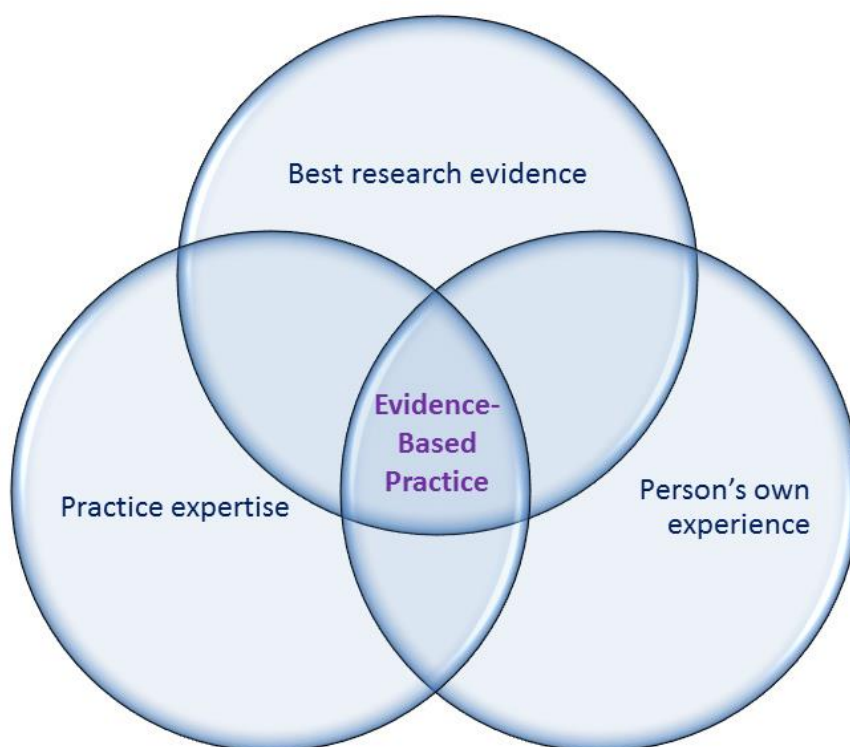 Best research evidence
Evidence-
Based
Practice
Practice expertise
Person’s own
experience